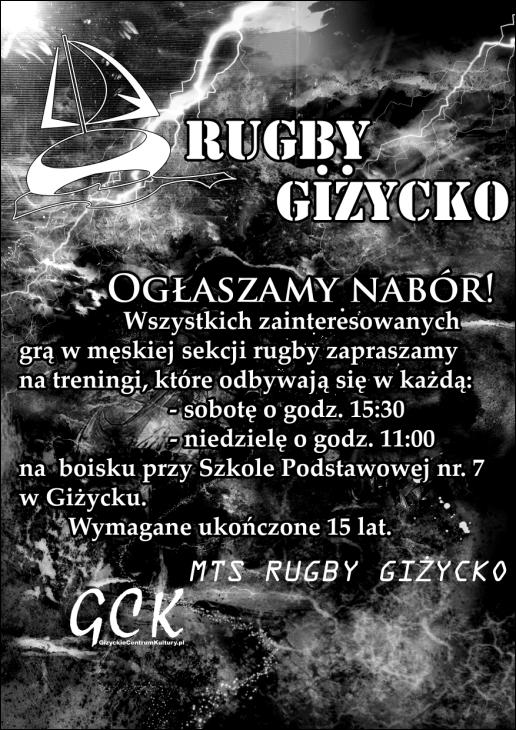 RUGBY
GIŻYCKO
OGŁASZAMY NABÓR!
Wszystkich zainteresowanych
grą w męskiej sekcji rugby zapraszamy
na treningi, które odbywają się w każdą:
- sobotę o godz. 15:30
- niedzielę o godz. 11:00
na boisku przy Szkole Podstawowej nr. 7
w Giżycku.
Wymagane ukończone 15 lat.
MTS RUGBY GIŻYCKO
GCK
GizyckieCentrumKultury.pl